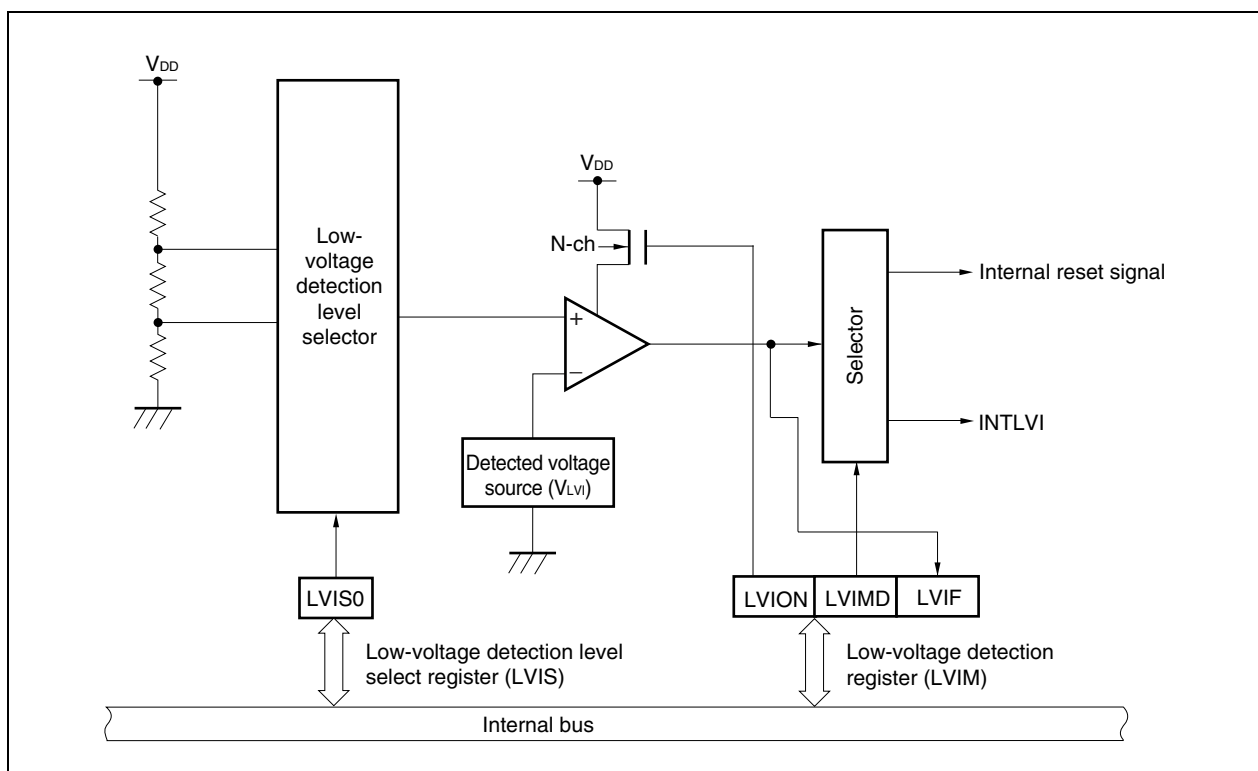 VDD
Low-
voltage
detection
level
selector
VDD
N-ch
+
−
Detected voltage
source (VLVI)
Selector
Internal reset signal
INTLVI
LVIS0
LVION
LVIMD
LVIF
Low-voltage detection level
select register (LVIS)
Low-voltage detection
register (LVIM)
Internal bus